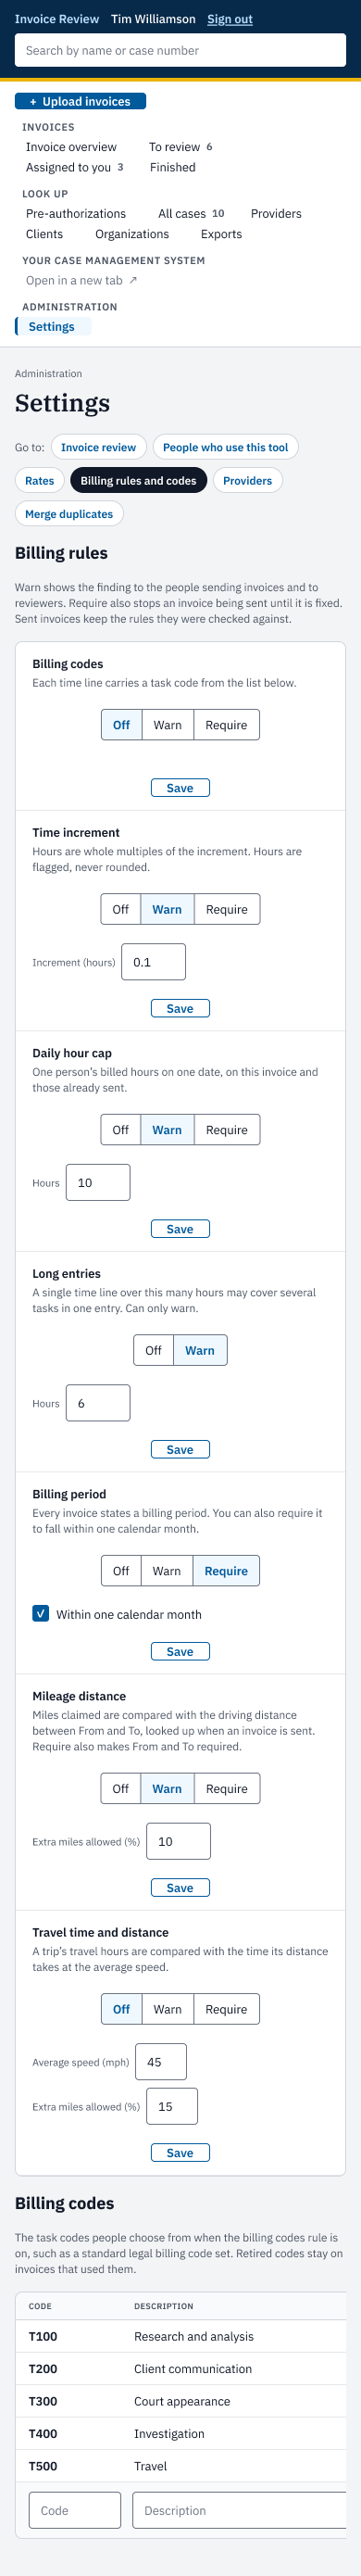 Invoice Review Tim Williamson Sign out
Search by name or case number
+ Upload invoices
INVOICES
Invoice overview To review 6
Assigned to you 3 Finished
LOOK UP
Pre-authorizations All cases 10 Providers
Clients Organizations Exports
YOUR CASE MANAGEMENT SYSTEM
Open in a new tab ↗
ADMINISTRATION
Settings
Administration
Settings
Go to: Invoice review People who use this tool
Rates Billing rules and codes Providers
Merge duplicates
Billing rules
Warn shows the finding to the people sending invoices and to
reviewers. Require also stops an invoice being sent until it is fixed.
Sent invoices keep the rules they were checked against.
Billing codes
Each time line carries a task code from the list below.
Off Warn Require
Save
Time increment
Hours are whole multiples of the increment. Hours are
flagged, never rounded.
Off Warn Require
Increment (hours) 0.1
Save
Daily hour cap
One person's billed hours on one date, on this invoice and
those already sent.
Off Warn Require
Hours 10
Save
Long entries
A single time line over this many hours may cover several
tasks in one entry. Can only warn.
Off Warn
Hours 6
Save
Billing period
Every invoice states a billing period. You can also require it
to fall within one calendar month.
Off Warn Require
Within one calendar month
Save
Mileage distance
Miles claimed are compared with the driving distance
between From and To, looked up when an invoice is sent.
Require also makes From and To required.
Off Warn Require
Extra miles allowed (%) 10
Save
Travel time and distance
A trip's travel hours are compared with the time its distance
takes at the average speed.
Off Warn Require
Average speed (mph) 45
Extra miles allowed (%) 15
Save
Billing codes
The task codes people choose from when the billing codes rule is
on, such as a standard legal billing code set. Retired codes stay on
invoices that used them.
CODE DESCRIPTION
T100 Research and analysis
T200 Client communication
T300 Court appearance
T400 Investigation
T500 Travel
Code Description